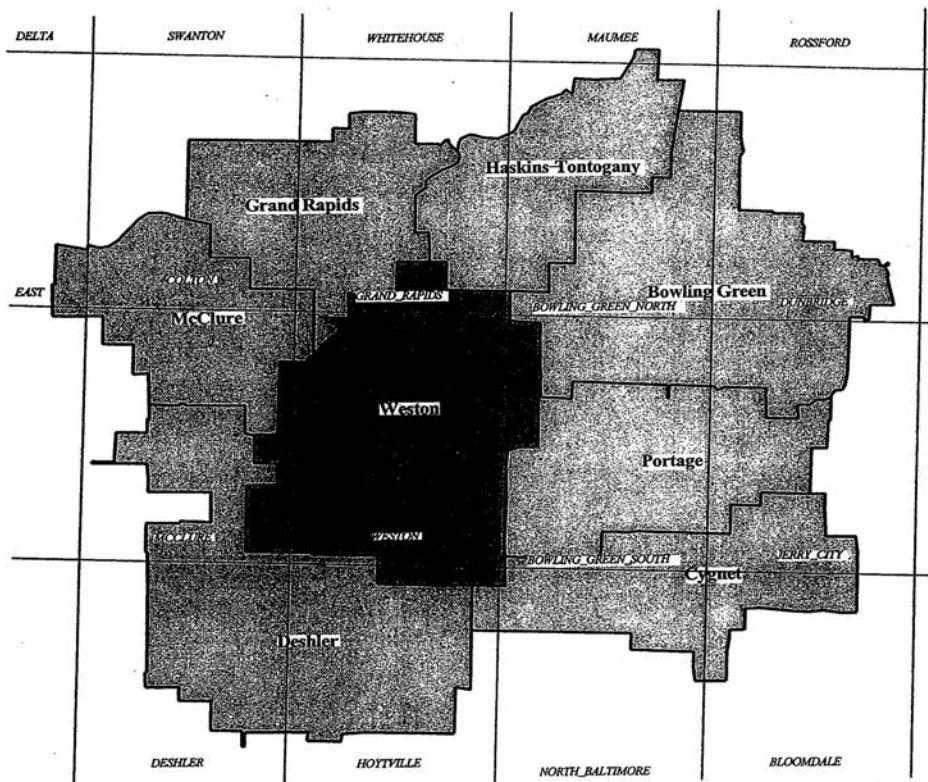 DELTA
SWANTON
WHITEHOUSE
MAUMEE
ROSSFORD
Haskins-Tontogany
Grand Rapids
COLTON
EAST
GRAND_RAPIDS
Bowling Green
BOWLING_GREEN_NORTH
DUNBRIDGE
McClure
Weston
Portage
MCCLURE
WESTON
BOWLING_GREEN_SOUTH
JERRY_CITY
Cygnet
Deshler
DESHLER
HOYTVILLE
NORTH_BALTIMORE
BLOOMDALE